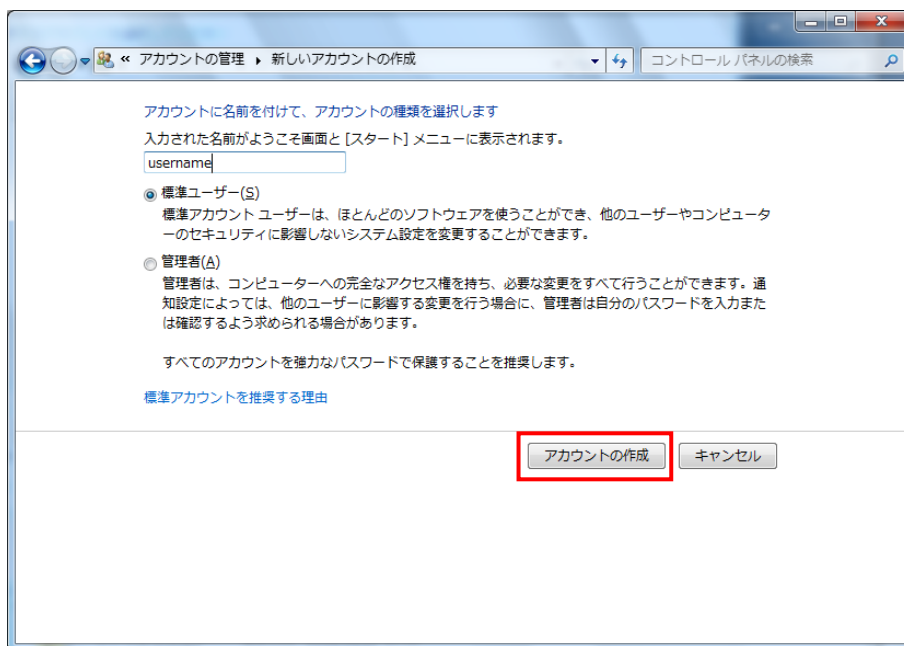 « アカウントの管理 ▸ 新しいアカウントの作成
コントロール パネルの検索
アカウントに名前を付けて、アカウントの種類を選択します
入力された名前がようこそ画面と [スタート] メニューに表示されます。
username
標準ユーザー(S)
標準アカウント ユーザーは、ほとんどのソフトウェアを使うことができ、他のユーザーやコンピュータ
ーのセキュリティに影響しないシステム設定を変更することができます。
管理者(A)
管理者は、コンピューターへの完全なアクセス権を持ち、必要な変更をすべて行うことができます。通
知設定によっては、他のユーザーに影響する変更を行う場合に、管理者は自分のパスワードを入力また
は確認するよう求められる場合があります。
すべてのアカウントを強力なパスワードで保護することを推奨します。
標準アカウントを推奨する理由
アカウントの作成
キャンセル